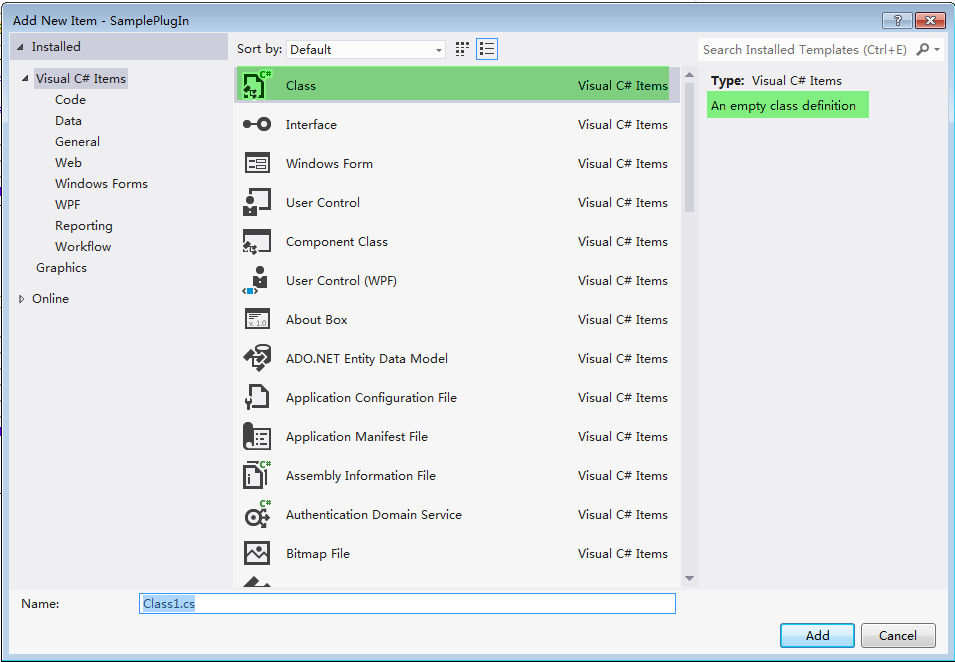 Add New Item - SamplePlugIn
Installed
Sort by: Default
Search Installed Templates (Ctrl+E)
Visual C# Items
Code
Data
General
Web
Windows Forms
WPF
Reporting
Workflow
Graphics
Online
C# Class Visual C# Items
Interface Visual C# Items
Windows Form Visual C# Items
User Control Visual C# Items
Component Class Visual C# Items
User Control (WPF) Visual C# Items
v. 1.0 About Box Visual C# Items
ADO.NET Entity Data Model Visual C# Items
Application Configuration File Visual C# Items
Application Manifest File Visual C# Items
C# Assembly Information File Visual C# Items
C# Authentication Domain Service Visual C# Items
Bitmap File Visual C# Items
Type: Visual C# Items
An empty class definition
Name: Class1.cs
Add Cancel